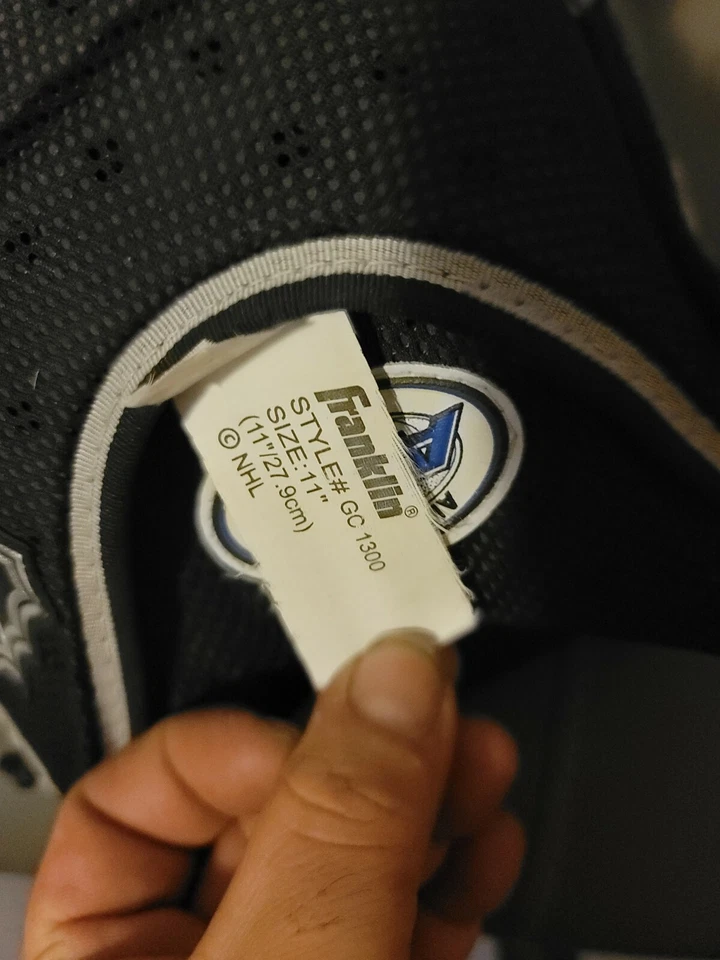 Franklin®
STYLE# GC 1300
SIZE:11"
(11"/27.9cm)
© NHL